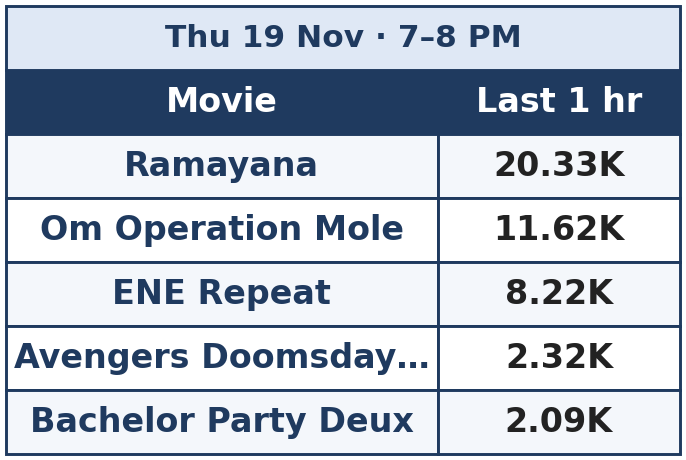 Thu 19 Nov · 7–8 PM
Movie Last 1 hr
Ramayana 20.33K
Om Operation Mole 11.62K
ENE Repeat 8.22K
Avengers Doomsday... 2.32K
Bachelor Party Deux 2.09K